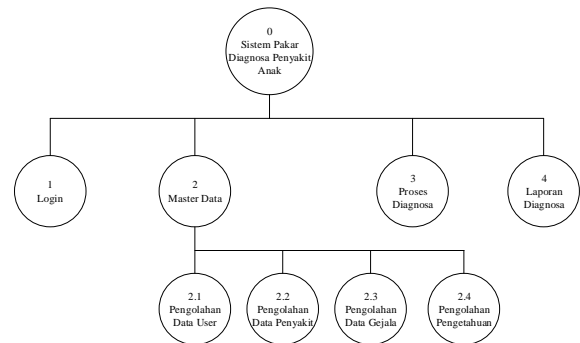 0
Sistem Pakar
Diagnosa Penyakit
Anak
1
Login
2
Master Data
3
Proses
Diagnosa
4
Laporan
Diagnosa
2.1
Pengolahan
Data User
2.2
Pengolahan
Data Penyakit
2.3
Pengolahan
Data Gejala
2.4
Pengolahan
Pengetahuan